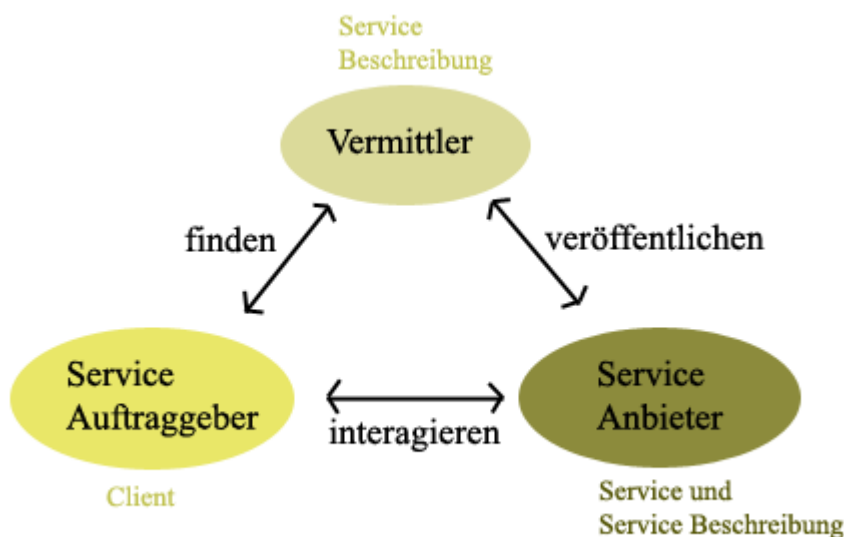 Service
Beschreibung
Vermittler
finden
veröffentlichen
Service
Auftraggeber
interagieren
Service
Anbieter
Client
Service und
Service Beschreibung